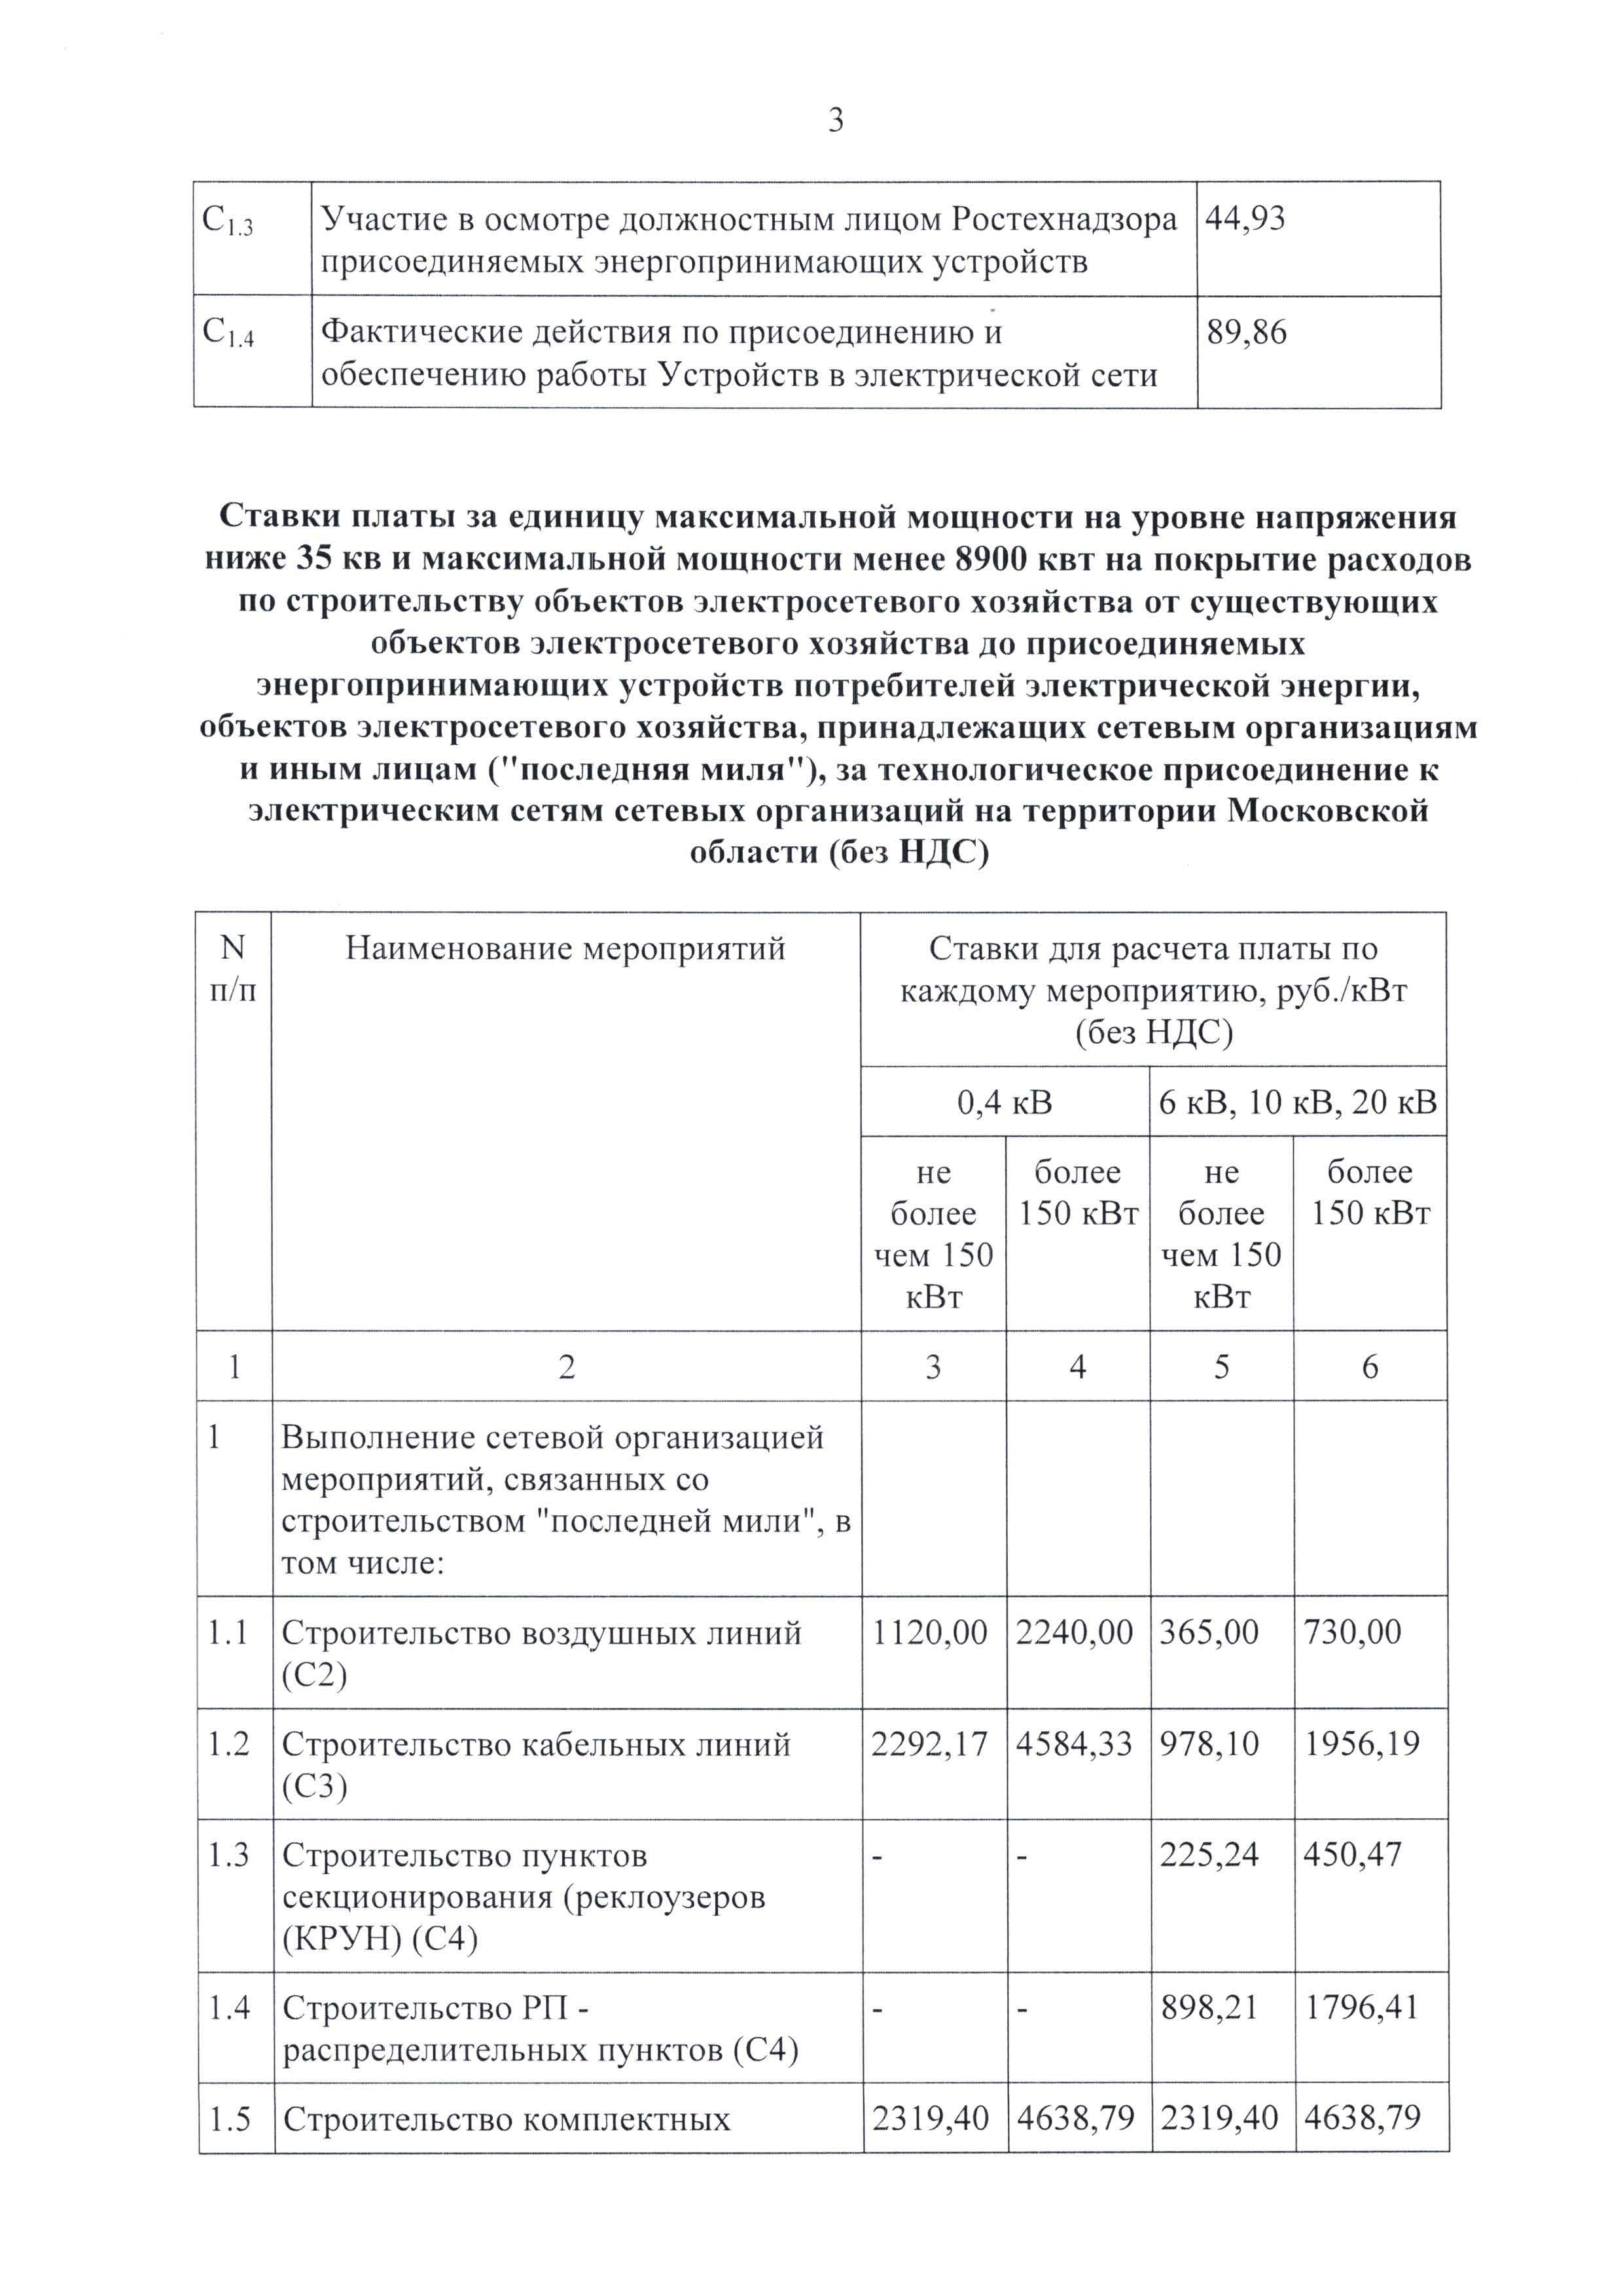 3
C1.3 Участие в осмотре должностным лицом Ростехнадзора 44,93
присоединяемых энергопринимающих устройств
C1.4 Фактические действия по присоединению и 89,86
обеспечению работы Устройств в электрической сети
Ставки платы за единицу максимальной мощности на уровне напряжения
ниже 35 кв и максимальной мощности менее 8900 квт на покрытие расходов
по строительству объектов электросетевого хозяйства от существующих
объектов электросетевого хозяйства до присоединяемых
энергопринимающих устройств потребителей электрической энергии,
объектов электросетевого хозяйства, принадлежащих сетевым организациям
и иным лицам ("последняя миля"), за технологическое присоединение к
электрическим сетям сетевых организаций на территории Московской
области (без НДС)
N Наименование мероприятий Ставки для расчета платы по
п/п каждому мероприятию, руб./кВт
(без НДС)
0,4 кВ 6 кВ, 10 кВ, 20 кВ
не более не более
более 150 кВт более 150 кВт
чем 150 чем 150
кВт кВт
1 2 3 4 5 6
1 Выполнение сетевой организацией
мероприятий, связанных со
строительством "последней мили", в
том числе:
1.1 Строительство воздушных линий 1120,00 2240,00 365,00 730,00
(С2)
1.2 Строительство кабельных линий 2292,17 4584,33 978,10 1956,19
(С3)
1.3 Строительство пунктов - - 225,24 450,47
секционирования (реклоузеров
(КРУН) (С4)
1.4 Строительство РП - - - 898,21 1796,41
распределительных пунктов (С4)
1.5 Строительство комплектных 2319,40 4638,79 2319,40 4638,79